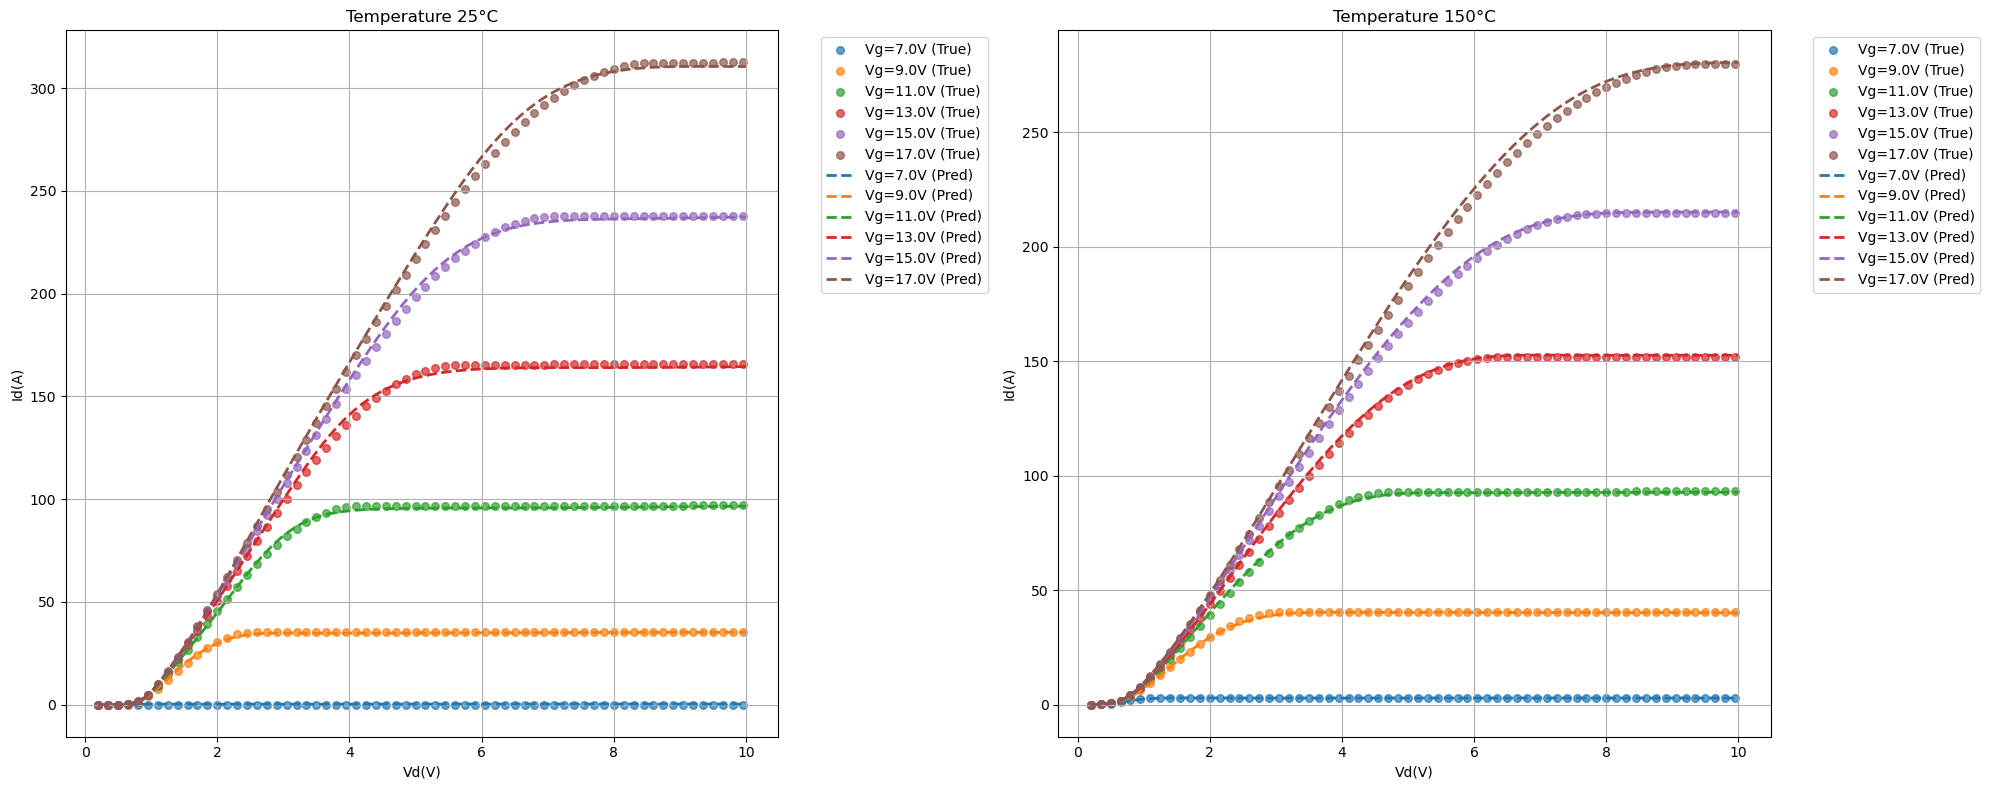 Temperature 25°C
300
250
200
150
100
50
0
Id(A)
0 2 4 6 8 10
Vd(V)
Vg=7.0V (True)
Vg=9.0V (True)
Vg=11.0V (True)
Vg=13.0V (True)
Vg=15.0V (True)
Vg=17.0V (True)
Vg=7.0V (Pred)
Vg=9.0V (Pred)
Vg=11.0V (Pred)
Vg=13.0V (Pred)
Vg=15.0V (Pred)
Vg=17.0V (Pred)
Temperature 150°C
250
200
150
100
50
0
Id(A)
0 2 4 6 8 10
Vd(V)
Vg=7.0V (True)
Vg=9.0V (True)
Vg=11.0V (True)
Vg=13.0V (True)
Vg=15.0V (True)
Vg=17.0V (True)
Vg=7.0V (Pred)
Vg=9.0V (Pred)
Vg=11.0V (Pred)
Vg=13.0V (Pred)
Vg=15.0V (Pred)
Vg=17.0V (Pred)